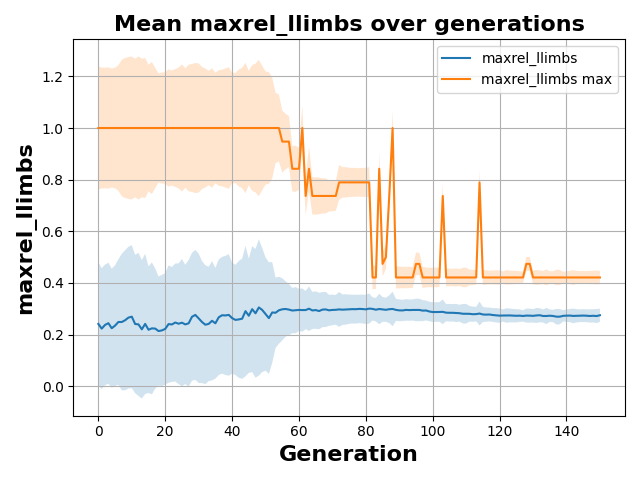 Mean maxrel_llimbs over generations
maxrel_llimbs
maxrel_llimbs max
1.2
1.0
0.8
0.6
0.4
0.2
0.0
maxrel_llimbs
0 20 40 60 80 100 120 140
Generation